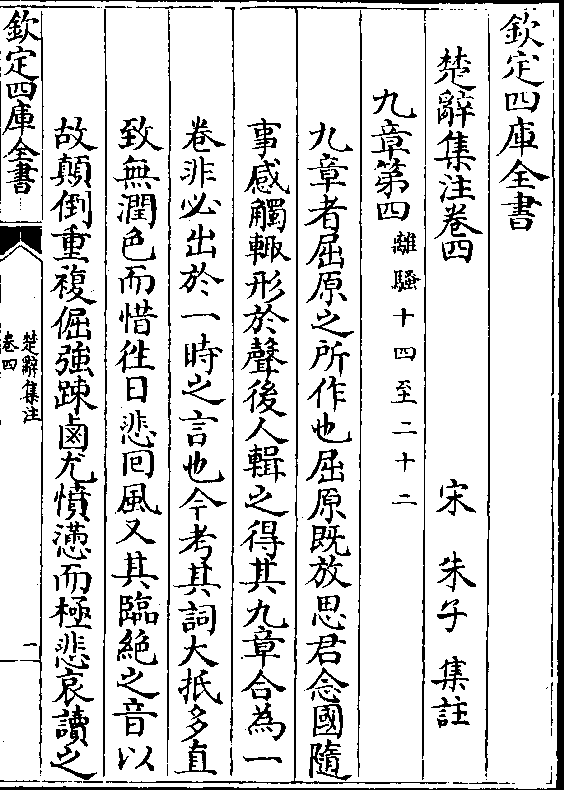 欽定四庫全書
楚辭集注卷四
宋 朱子 集註
九章第四 離騷十四至二十二
九章者屈原之所作也屈原既放思君念國隨
事感觸輒形於聲後人輯之得其九章合為一
卷非必出於一時之言也今考其詞大抵多直
致無潤色而惜徃日悲囘風又其臨絶之音以
故顛倒重複倔強踈鹵尤憤懣而極悲哀讀之
欽定四庫全書
楚辭集注
卷四
一